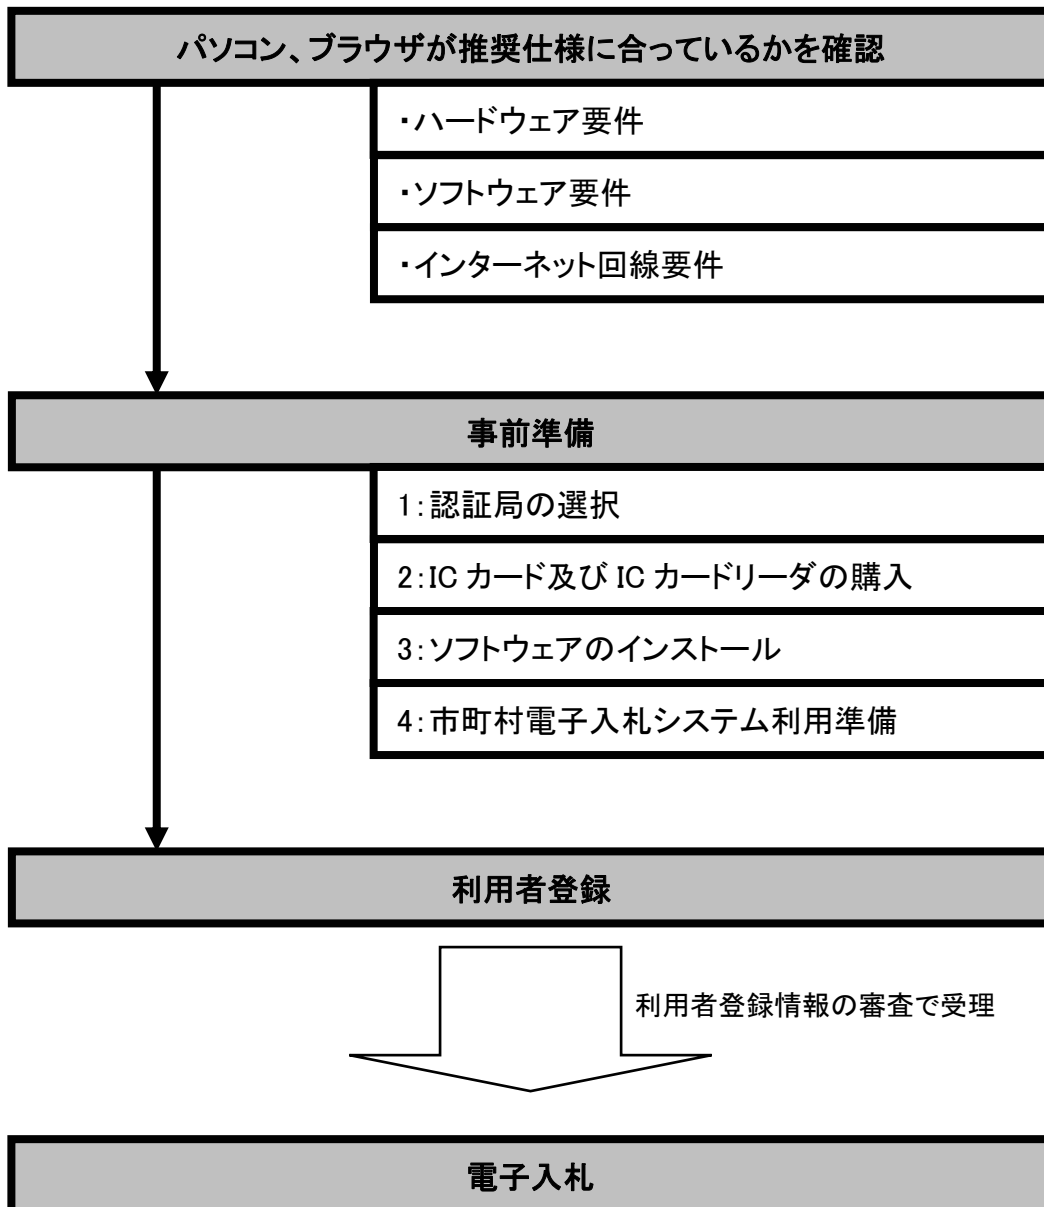 パソコン、ブラウザが推奨仕様に合っているかを確認
・ハードウェア要件
・ソフトウェア要件
・インターネット回線要件
事前準備
1:認証局の選択
2:IC カード及び IC カードリーダの購入
3:ソフトウェアのインストール
4:市町村電子入札システム利用準備
利用者登録
利用者登録情報の審査で受理
電子入札